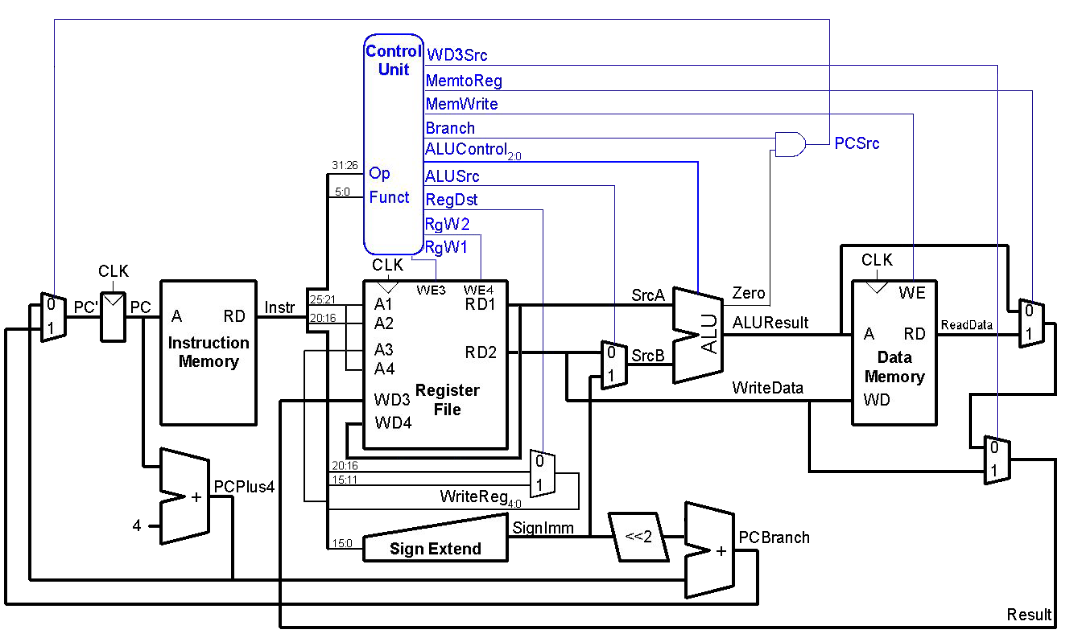 Control
Unit
WD3Src
MemtoReg
MemWrite
Branch
PCSrc
ALUControl2:0
31:26
Op
ALUSrc
5:0
Funct
RegDst
RgW2
RgW1
CLK
CLK
CLK
WE3
WE4
WE
0
1
PC'
PC
A
RD
Instruction
Memory
Instr
25:21
20:16
A1
A2
A3
A4
WD3
WD4
RD1
RD2
Register
File
SrcA
0
1
SrcB
ALU
Zero
ALUResult
WriteData
A
RD
Data
Memory
WD
ReadData
0
1
0
1
20:16
15:11
0
1
WriteReg4:0
4
+
PCPlus4
15:0
Sign Extend
SignImm
<<2
+
PCBranch
Result